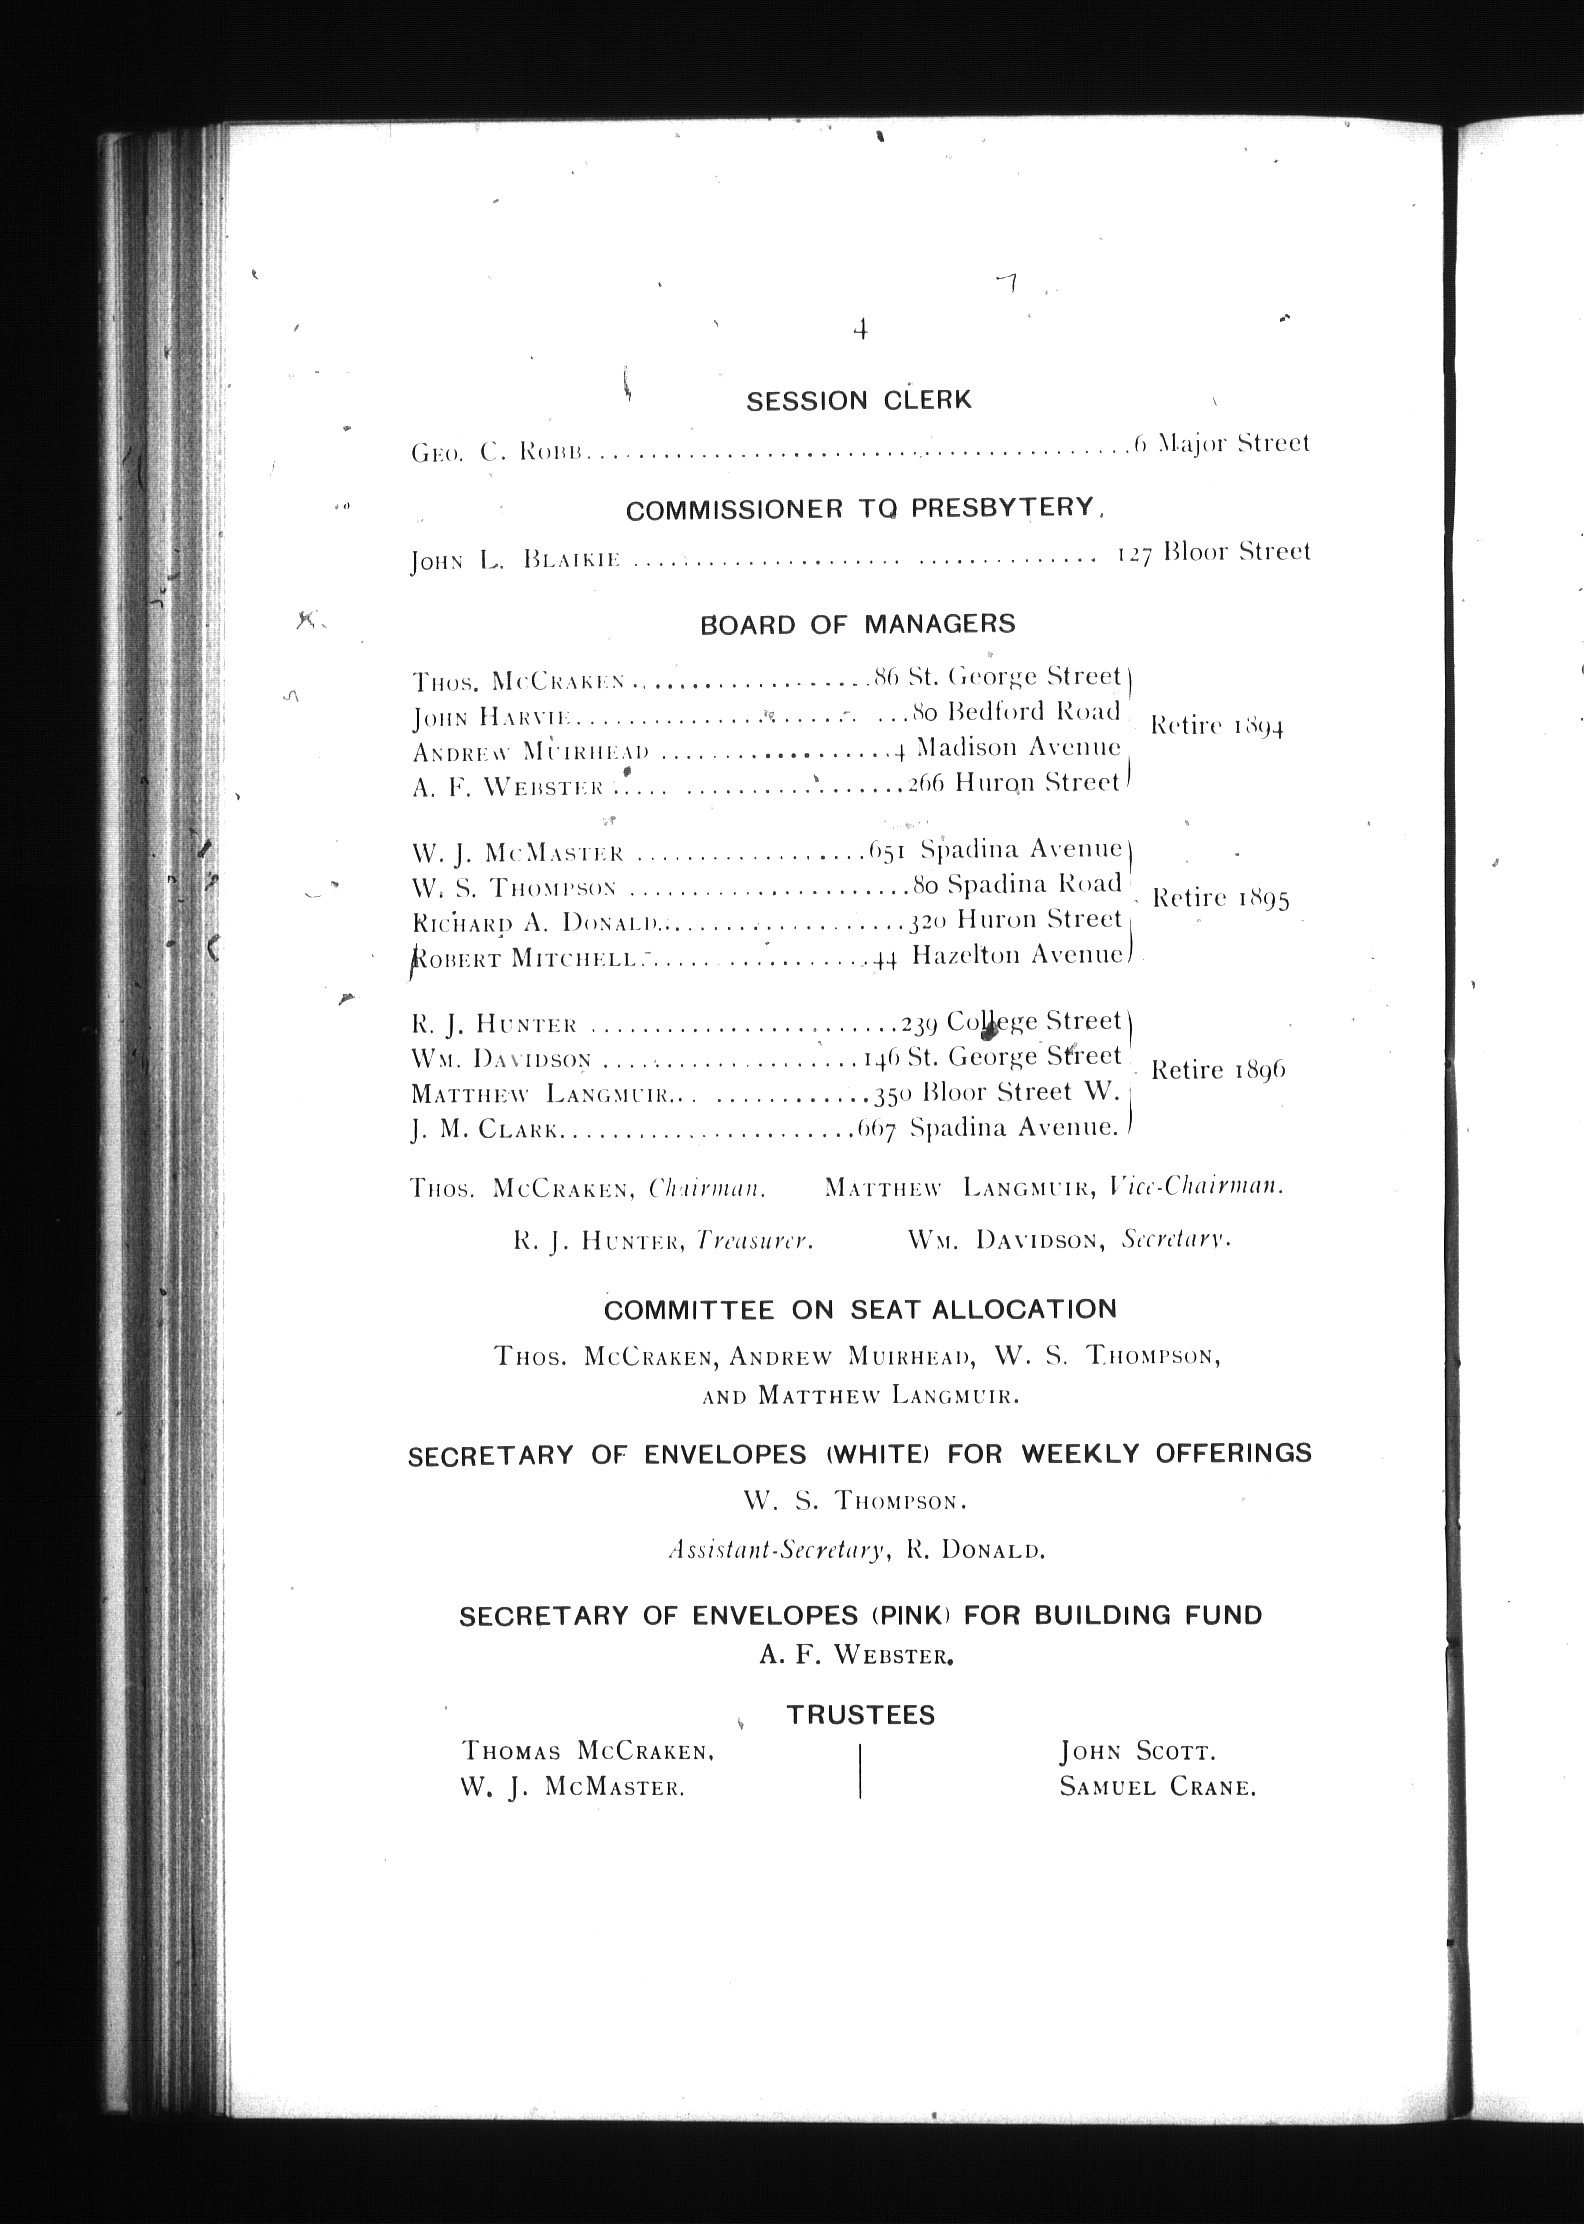 4
SESSION CLERK
GEO. C. ROBB..........................................6 Major Street
COMMISSIONER TO PRESBYTERY.
JOHN L. BLAIKIE ................................... 127 Bloor Street
BOARD OF MANAGERS
THOS. MCCRAKEN...................86 St. George Street
JOHN HARVIE.........................80 Bedford Road
ANDREW MUIRHEAD ..................4 Madison Avenue
Retire 1894
A. F. WEBSTER ......................266 Huron Street
W. J. MCMASTER ..................651 Spadina Avenue
W. S. THOMPSON ......................80 Spadina Road
RICHARD A. DONALD...................320 Huron Street
Retire 1895
ROBERT MITCHELL..................44 Hazelton Avenue
R. J. HUNTER ........................239 College Street
WM. DAVIDSON ....................146 St. George Street
MATTHEW LANGMUIR... ............350 Bloor Street W.
Retire 1896
J. M. CLARK.......................667 Spadina Avenue.
THOS. MCCRAKEN, Chairman. MATTHEW LANGMUIR, Vice-Chairman.
R. J. HUNTER, Treasurer. WM. DAVIDSON, Secretary.
COMMITTEE ON SEAT ALLOCATION
THOS. MCCRAKEN, ANDREW MUIRHEAD, W. S. THOMPSON,
AND MATTHEW LANGMUIR.
SECRETARY OF ENVELOPES (WHITE) FOR WEEKLY OFFERINGS
W. S. THOMPSON.
Assistant-Secretary, R. DONALD.
SECRETARY OF ENVELOPES (PINK) FOR BUILDING FUND
A. F. WEBSTER.
TRUSTEES
THOMAS MCCRAKEN,
W. J. MCMASTER.
JOHN SCOTT.
SAMUEL CRANE.